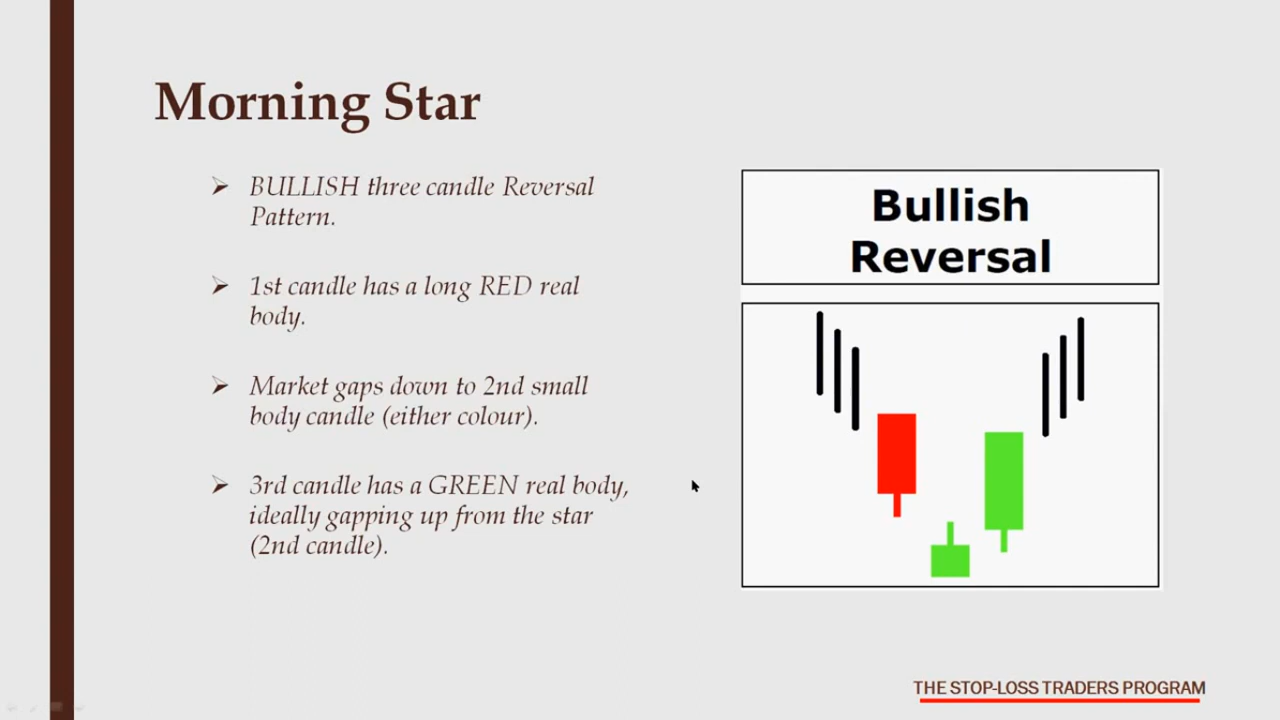 Morning Star
➢ BULLISH three candle Reversal
Pattern.
➢ 1st candle has a long RED real
body.
➢ Market gaps down to 2nd small
body candle (either colour).
➢ 3rd candle has a GREEN real body,
ideally gapping up from the star
(2nd candle).
Bullish
Reversal
THE STOP-LOSS TRADERS PROGRAM